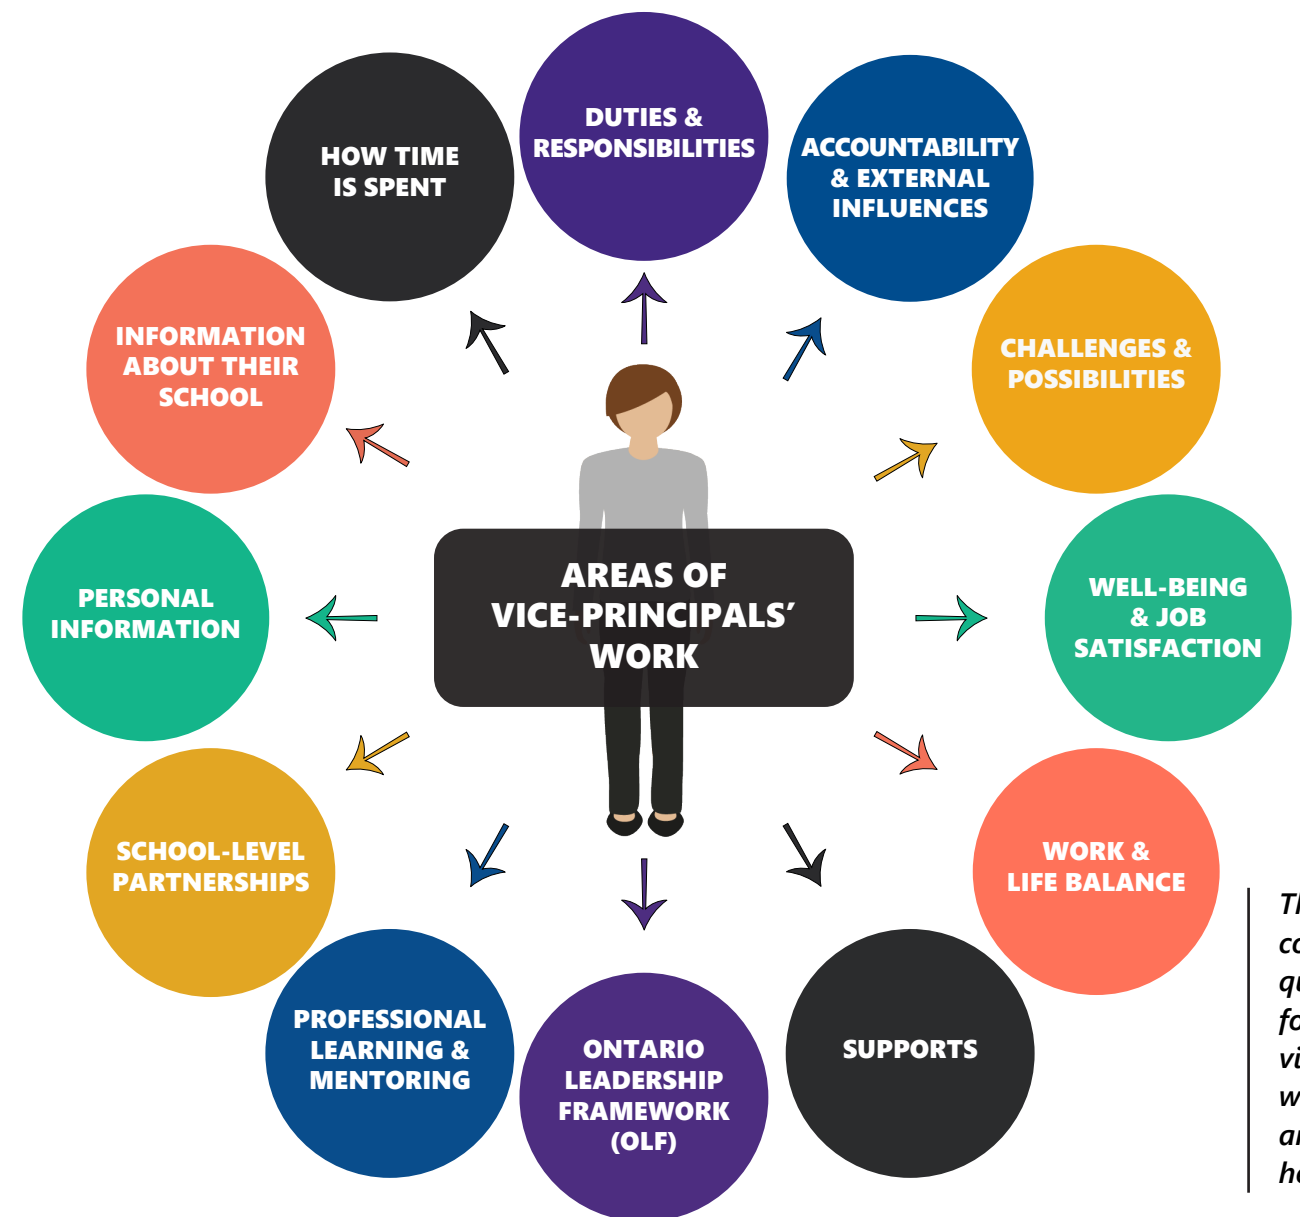 DUTIES &
RESPONSIBILITIES
ACCOUNTABILITY
& EXTERNAL
INFLUENCES
CHALLENGES &
POSSIBILITIES
WELL-BEING
& JOB
SATISFACTION
WORK &
LIFE BALANCE
SUPPORTS
ONTARIO
LEADERSHIP
FRAMEWORK
(OLF)
PROFESSIONAL
LEARNING &
MENTORING
SCHOOL-LEVEL
PARTNERSHIPS
PERSONAL
INFORMATION
INFORMATION
ABOUT THEIR
SCHOOL
HOW TIME
IS SPENT
AREAS OF
VICE-PRINCIPALS’
WORK